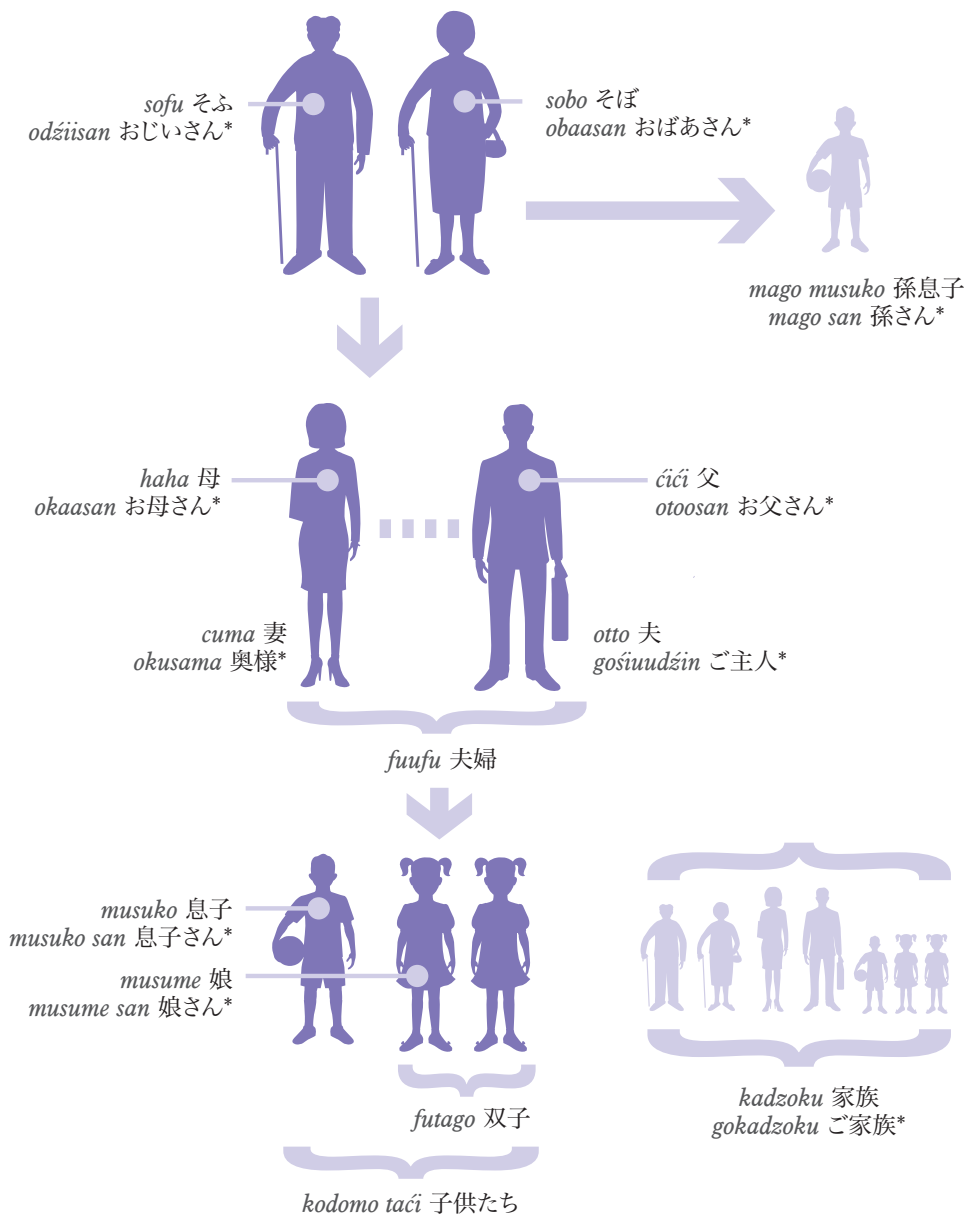 sofu そふ
odźiisan おじいさん*
sobo そぼ
obaasan おばあさん*
mago musuko 孫息子
mago san 孫さん*
haha 母
okaasan お母さん*
ćići 父
otoosan お父さん*
cuma 妻
okusama 奥様*
otto 夫
gośiuudźin ご主人*
fuufu 夫婦
musuko 息子
musuko san 息子さん*
musume 娘
musume san 娘さん*
futago 双子
kodomo taći 子供たち
kadzoku 家族
gokadzoku ご家族*